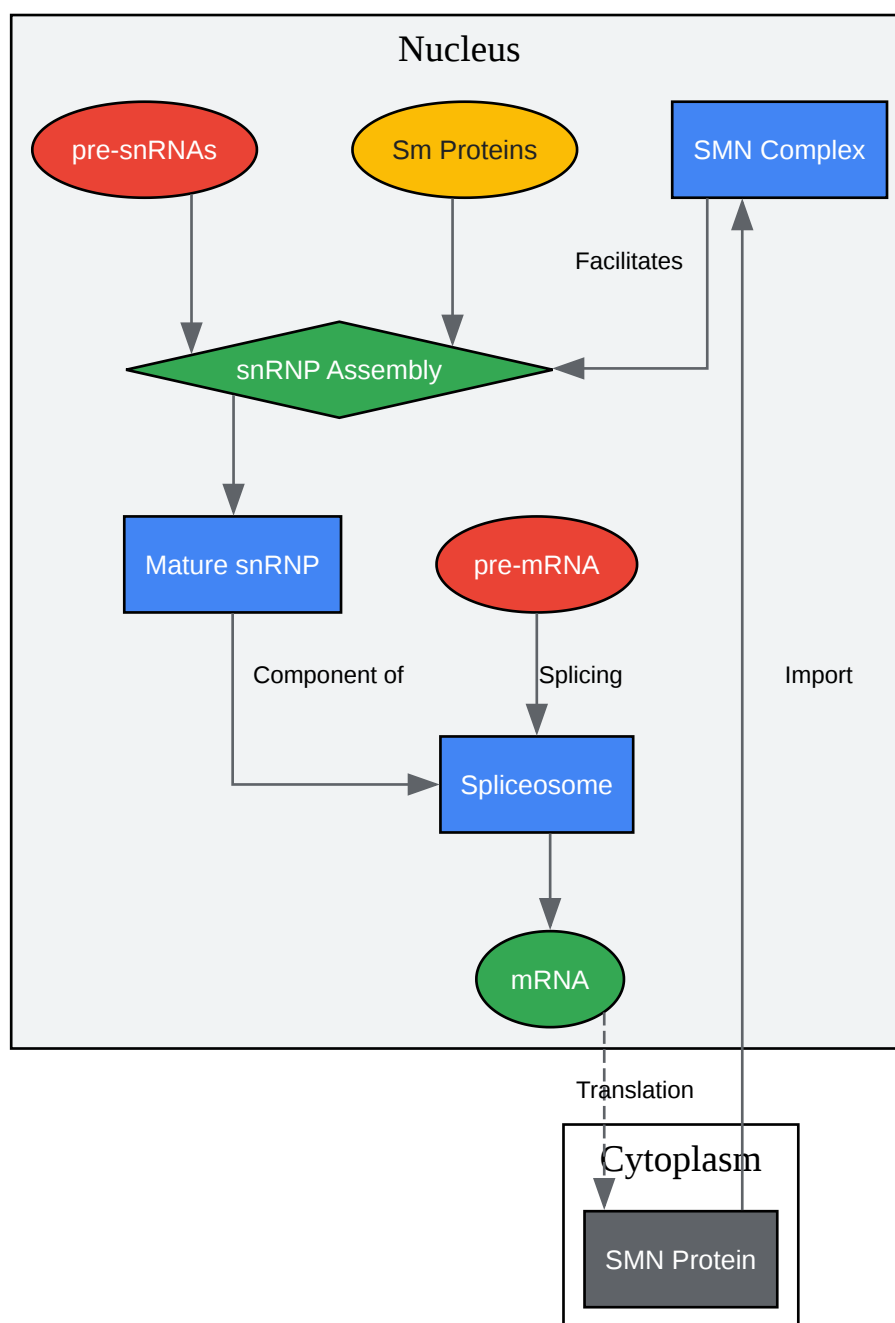 Nucleus
pre-snRNAs
Sm Proteins
SMN Complex
Facilitates
snRNP Assembly
Mature snRNP
pre-mRNA
Component of
Splicing
Import
Spliceosome
mRNA
Translation
Cytoplasm
SMN Protein